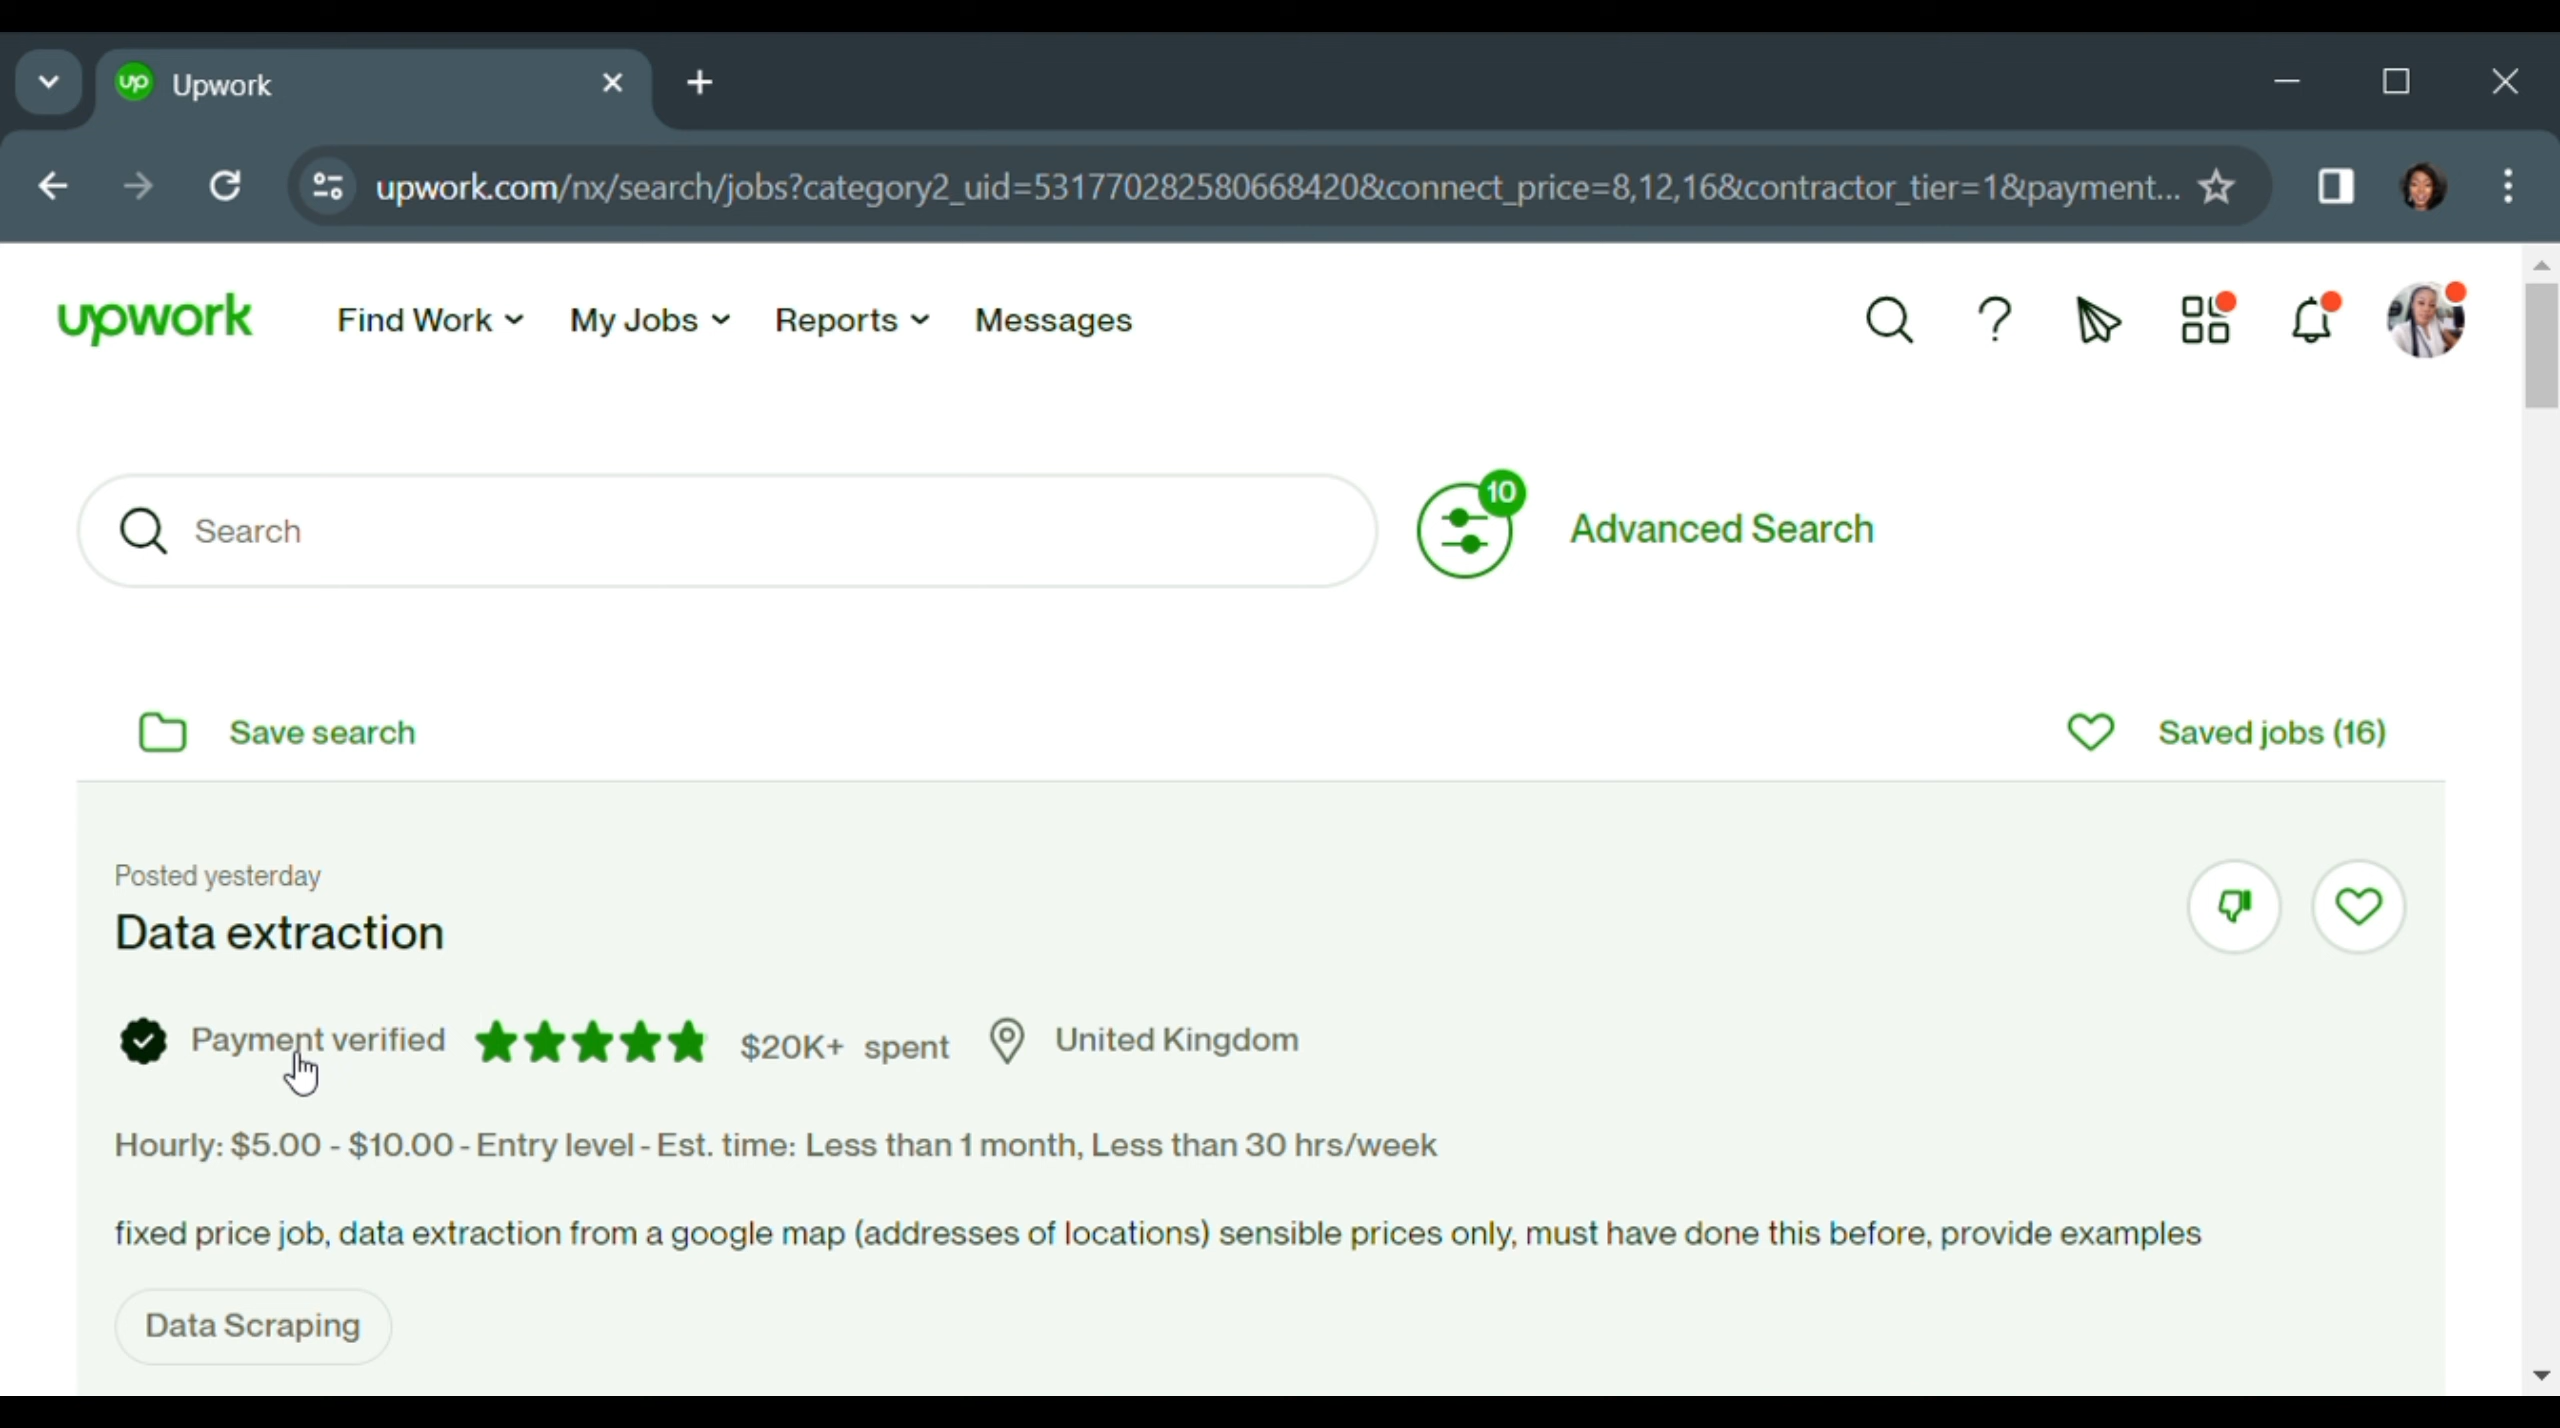 up Upwork
upwork.com/nx/search/jobs?category2_uid=531770282580668420&connect_price=8,12,16&contractor_tier=1&payment...
upwork Find Work My Jobs Reports Messages
10
Search Advanced Search
Save search Saved jobs (16)
Posted yesterday
Data extraction
Payment verified $20K+ spent United Kingdom
Hourly: $5.00 - $10.00 - Entry level - Est. time: Less than 1 month, Less than 30 hrs/week
fixed price job, data extraction from a google map (addresses of locations) sensible prices only, must have done this before, provide examples
Data Scraping